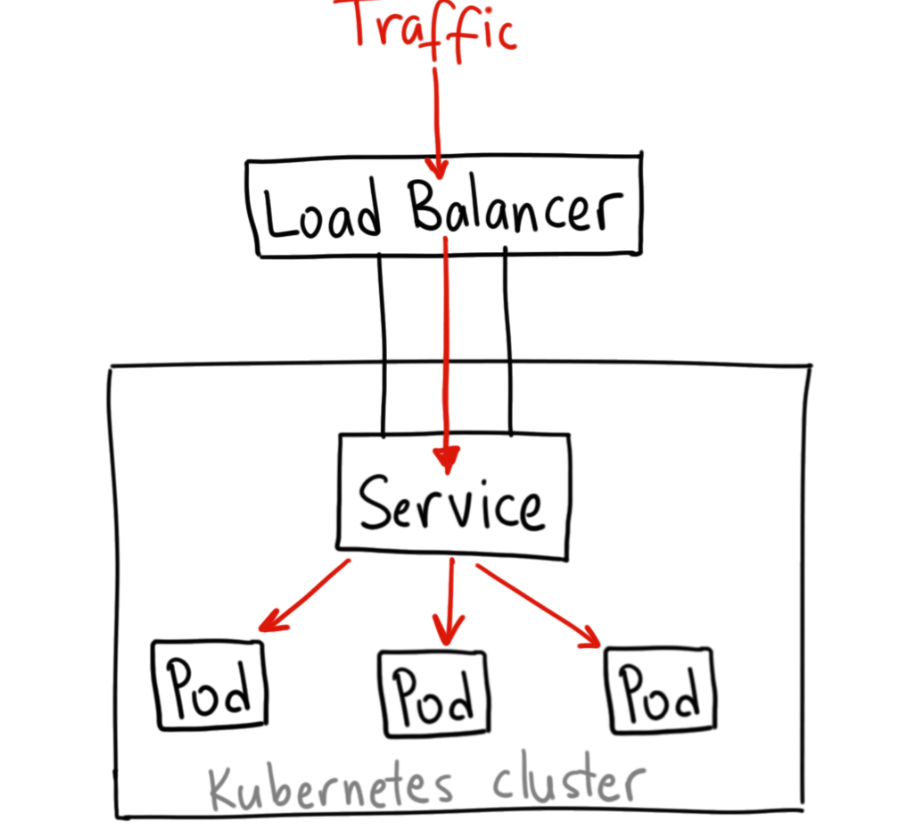 Traffic
Load Balancer
Service
Pod
Pod
Pod
Kubernetes cluster